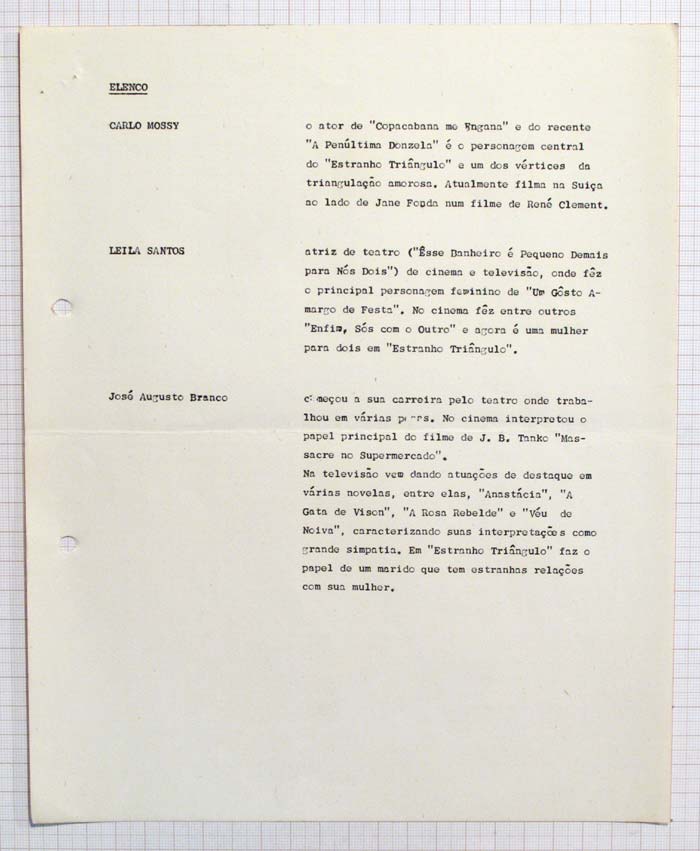 ELENCO
CARLO MOSSY
o ator de "Copacabana me Engana" e do recente
"A Penúltima Donzela" é o personagem central
do "Estranho Triângulo" e um dos vértices da
triangulação amorosa. Atualmente filma na Suiça
ao lado de Jane Fonda num filme de René Clement.
LEILA SANTOS
atriz de teatro ("Êsse Banheiro é Pequeno Demais
para Nós Dois") de cinema e televisão, onde fêz
o principal personagem feminino de "Um Gôsto A-
margo de Festa". No cinema fêz entre outros
"Enfim, Sós com o Outro" e agora é uma mulher
para dois em "Estranho Triângulo".
José Augusto Branco
começou a sua carreira pelo teatro onde traba-
lhou em várias No cinema interpretou o
papel principal do filme de J. B. Tanko "Mas-
sacre no Supermercado".
Na televisão vem dando atuações de destaque em
várias novelas, entre elas, "Anastácia", "A
Gata de Vison", "A Rosa Rebelde" e "Véu de
Noiva", caracterizando suas interpretações como
grande simpatia. Em "Estranho Triângulo" faz o
papel de um marido que tem estranhas relações
com sua mulher.